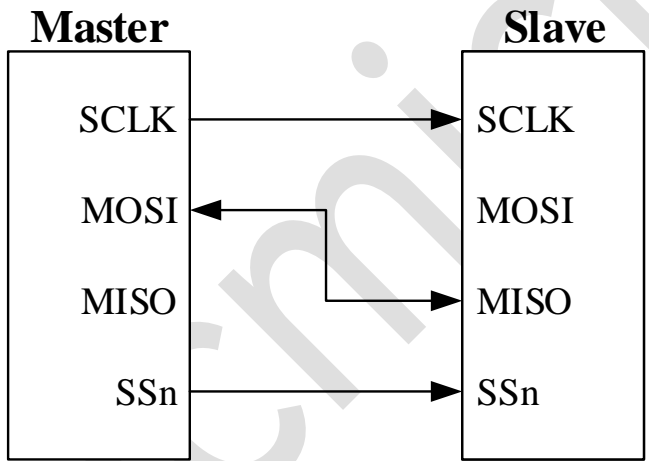 Master Slave
SCLK SCLK
MOSI MOSI
MISO MISO
SSn SSn